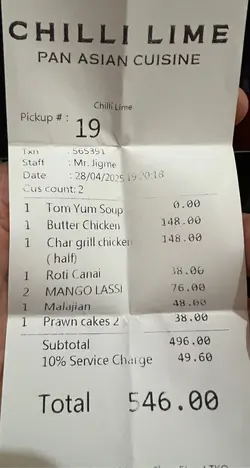 CHILLI LIME
PAN ASIAN CUISINE
Chilli Lime
Pickup # : 19
Txn : 565391
Staff : Mr. Jigme
Date : 28/04/2025 19:20:18
Cus count: 2
1 Tom Yum Soup 0.00
1 Butter Chicken 148.00
1 Char grill chicken 148.00
(half)
1 Roti Canai 38.00
2 MANGO LASSI 76.00
1 Malajian 48.00
1 Prawn cakes 2 38.00
Subtotal 496.00
10% Service Charge 49.60
Total 546.00